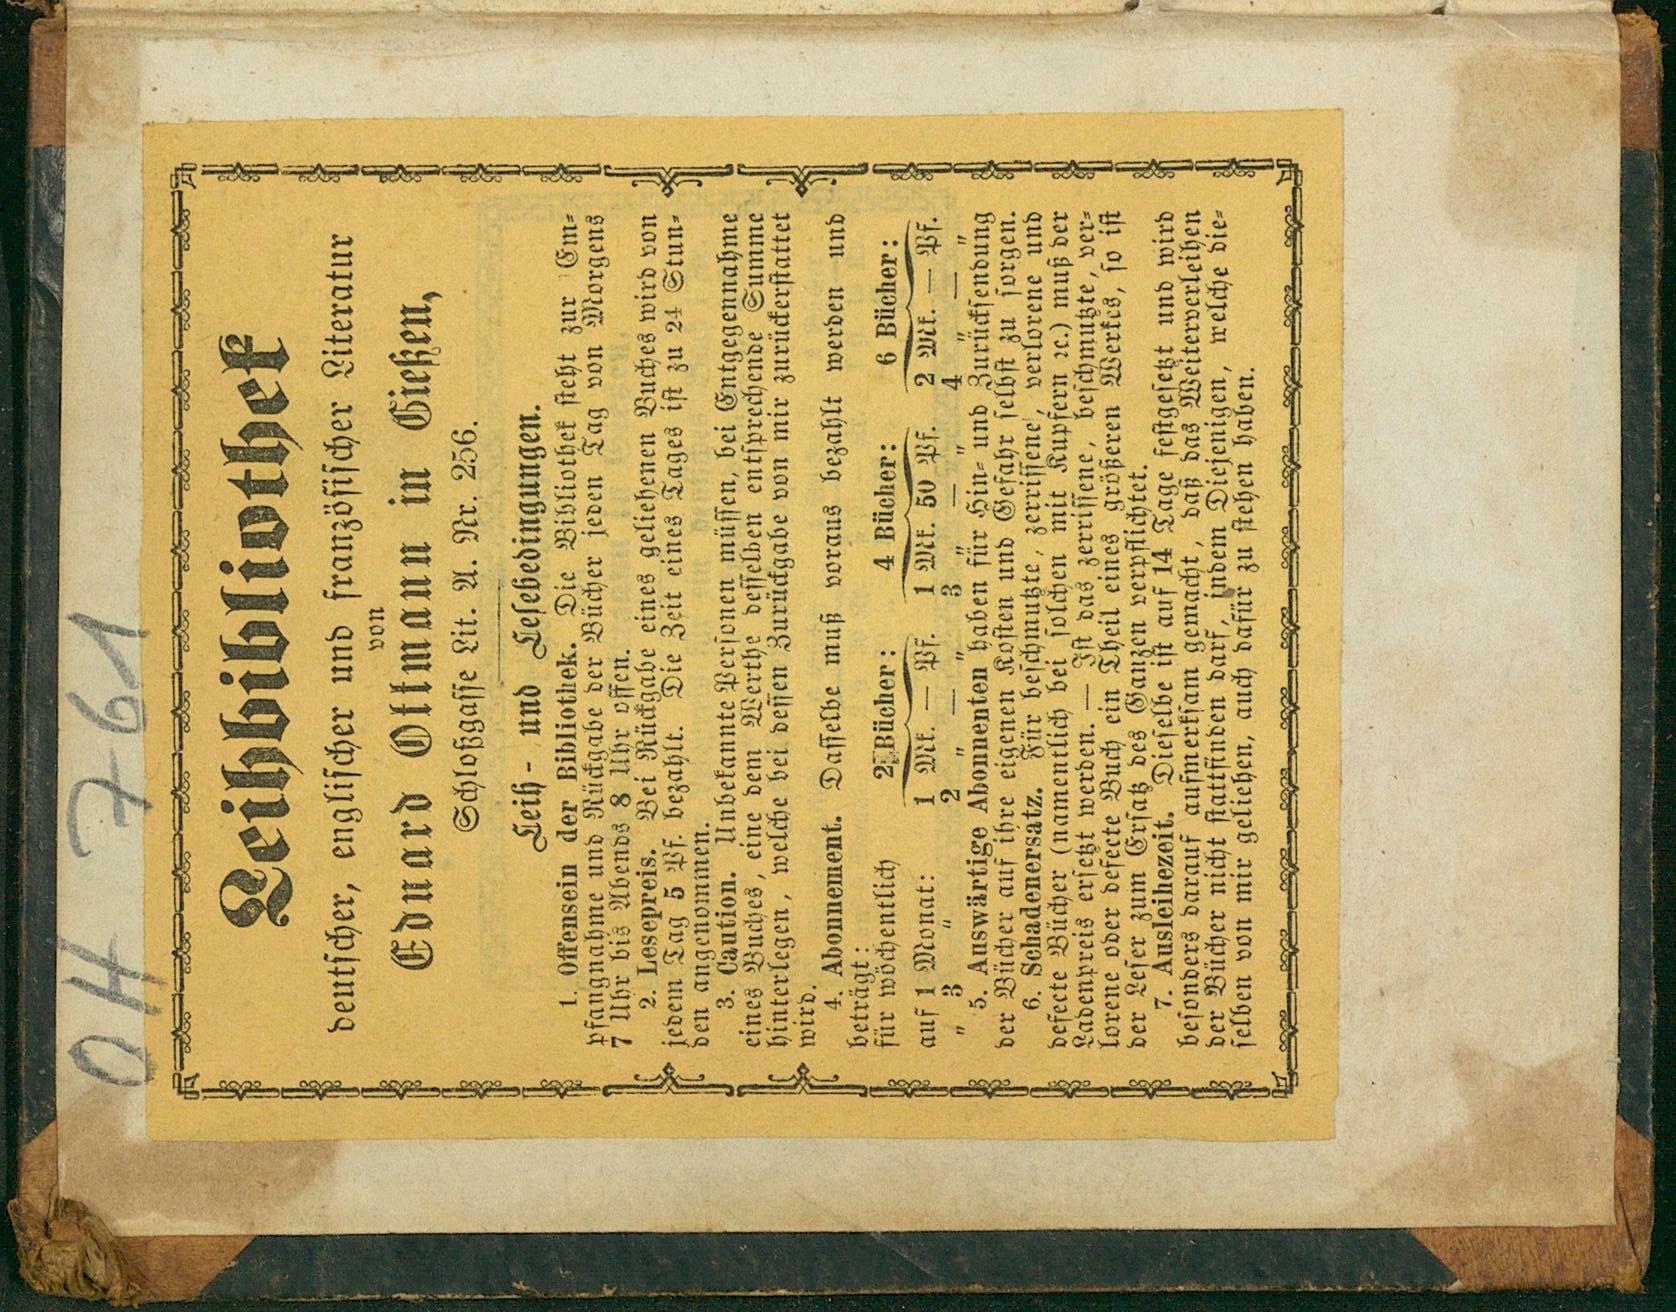 OH 761
Leihbibliothek
deutscher, englischer und französischer Literatur
von
Eduard Ottmann in Gießen,
Schloßgasse Lit. A. Nr. 256.
Leih- und Lesebedingungen.
1. Offensein der Bibliothek. Die Bibliothek steht zur Em-
pfangnahme und Rückgabe der Bücher jeden Tag von Morgens
7 Uhr bis Abends 8 Uhr offen.
2. Lesepreis. Bei Rückgabe eines geliehenen Buches wird von
jedem Tag 5 Pf. bezahlt. Die Zeit eines Tages ist zu 24 Stun-
den angenommen.
3. Caution. Unbekannte Personen müssen, bei Entgegennahme
eines Buches, eine dem Werthe desselben entsprechende Summe
hinterlegen, welche bei dessen Zurückgabe von mir zurückerstattet
wird.
4. Abonnement. Dasselbe muß voraus bezahlt werden und
beträgt:
für wöchentlich 2 Bücher: 4 Bücher: 6 Bücher:
auf 1 Monat: 1 Mk. — Pf. 1 Mk. 50 Pf. 2 Mk. — Pf.
„ 3 „ 2 „ — „ 3 „ — „ 4 „ — „
5. Auswärtige Abonnenten haben für Hin- und Zurücksendung
der Bücher auf ihre eigenen Kosten und Gefahr selbst zu sorgen.
6. Schadenersatz. Für beschmutzte, zerrissene, verlorene und
defecte Bücher (namentlich bei solchen mit Kupfern ꝛc.) muß der
Ladenpreis ersetzt werden. — Ist das zerrissene, beschmutzte, ver-
lorene oder defecte Buch ein Theil eines größeren Werkes, so ist
der Leser zum Ersatz des Ganzen verpflichtet.
7. Ausleihezeit. Dieselbe ist auf 14 Tage festgesetzt und wird
besonders darauf aufmerksam gemacht, daß das Weiterverleihen
der Bücher nicht stattfinden darf, indem Diejenigen, welche die-
selben von mir geliehen, auch dafür zu stehen haben.